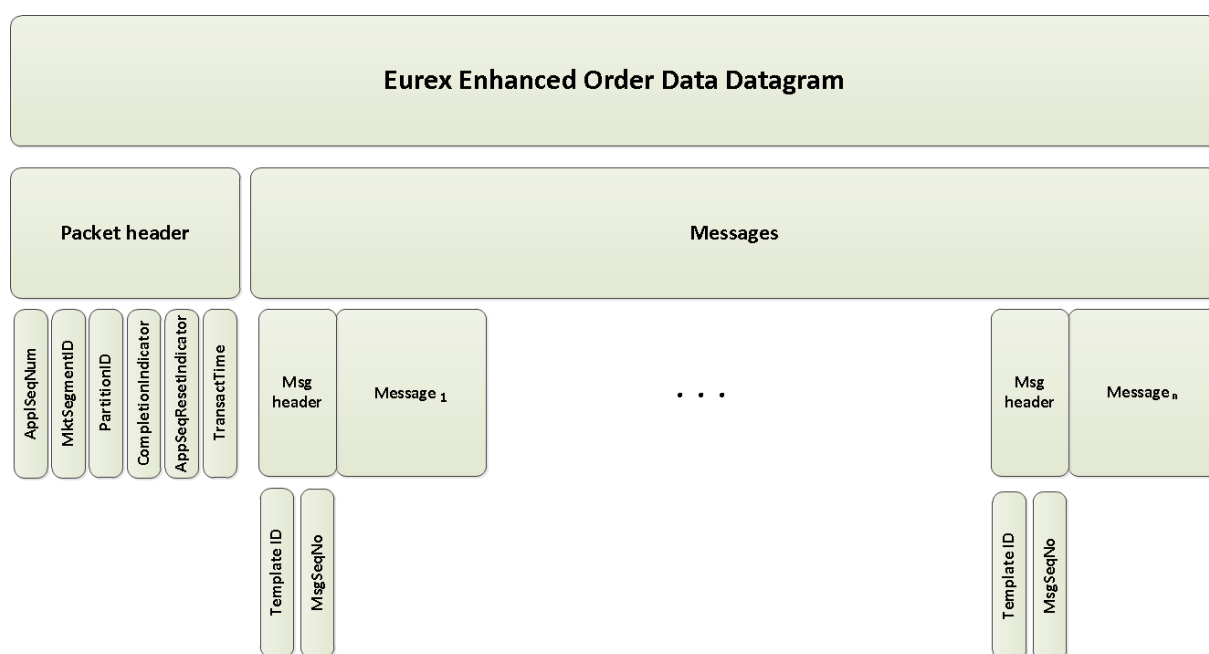 Eurex Enhanced Order Data Datagram
Packet header
Messages
ApplSeqNum
MktSegmentID
PartitionID
CompletionIndicator
AppSeqResetIndicator
TransactTime
Msg
header
Message 1
. . .
Msg
header
Message n
Template ID
MsgSeqNo
Template ID
MsgSeqNo